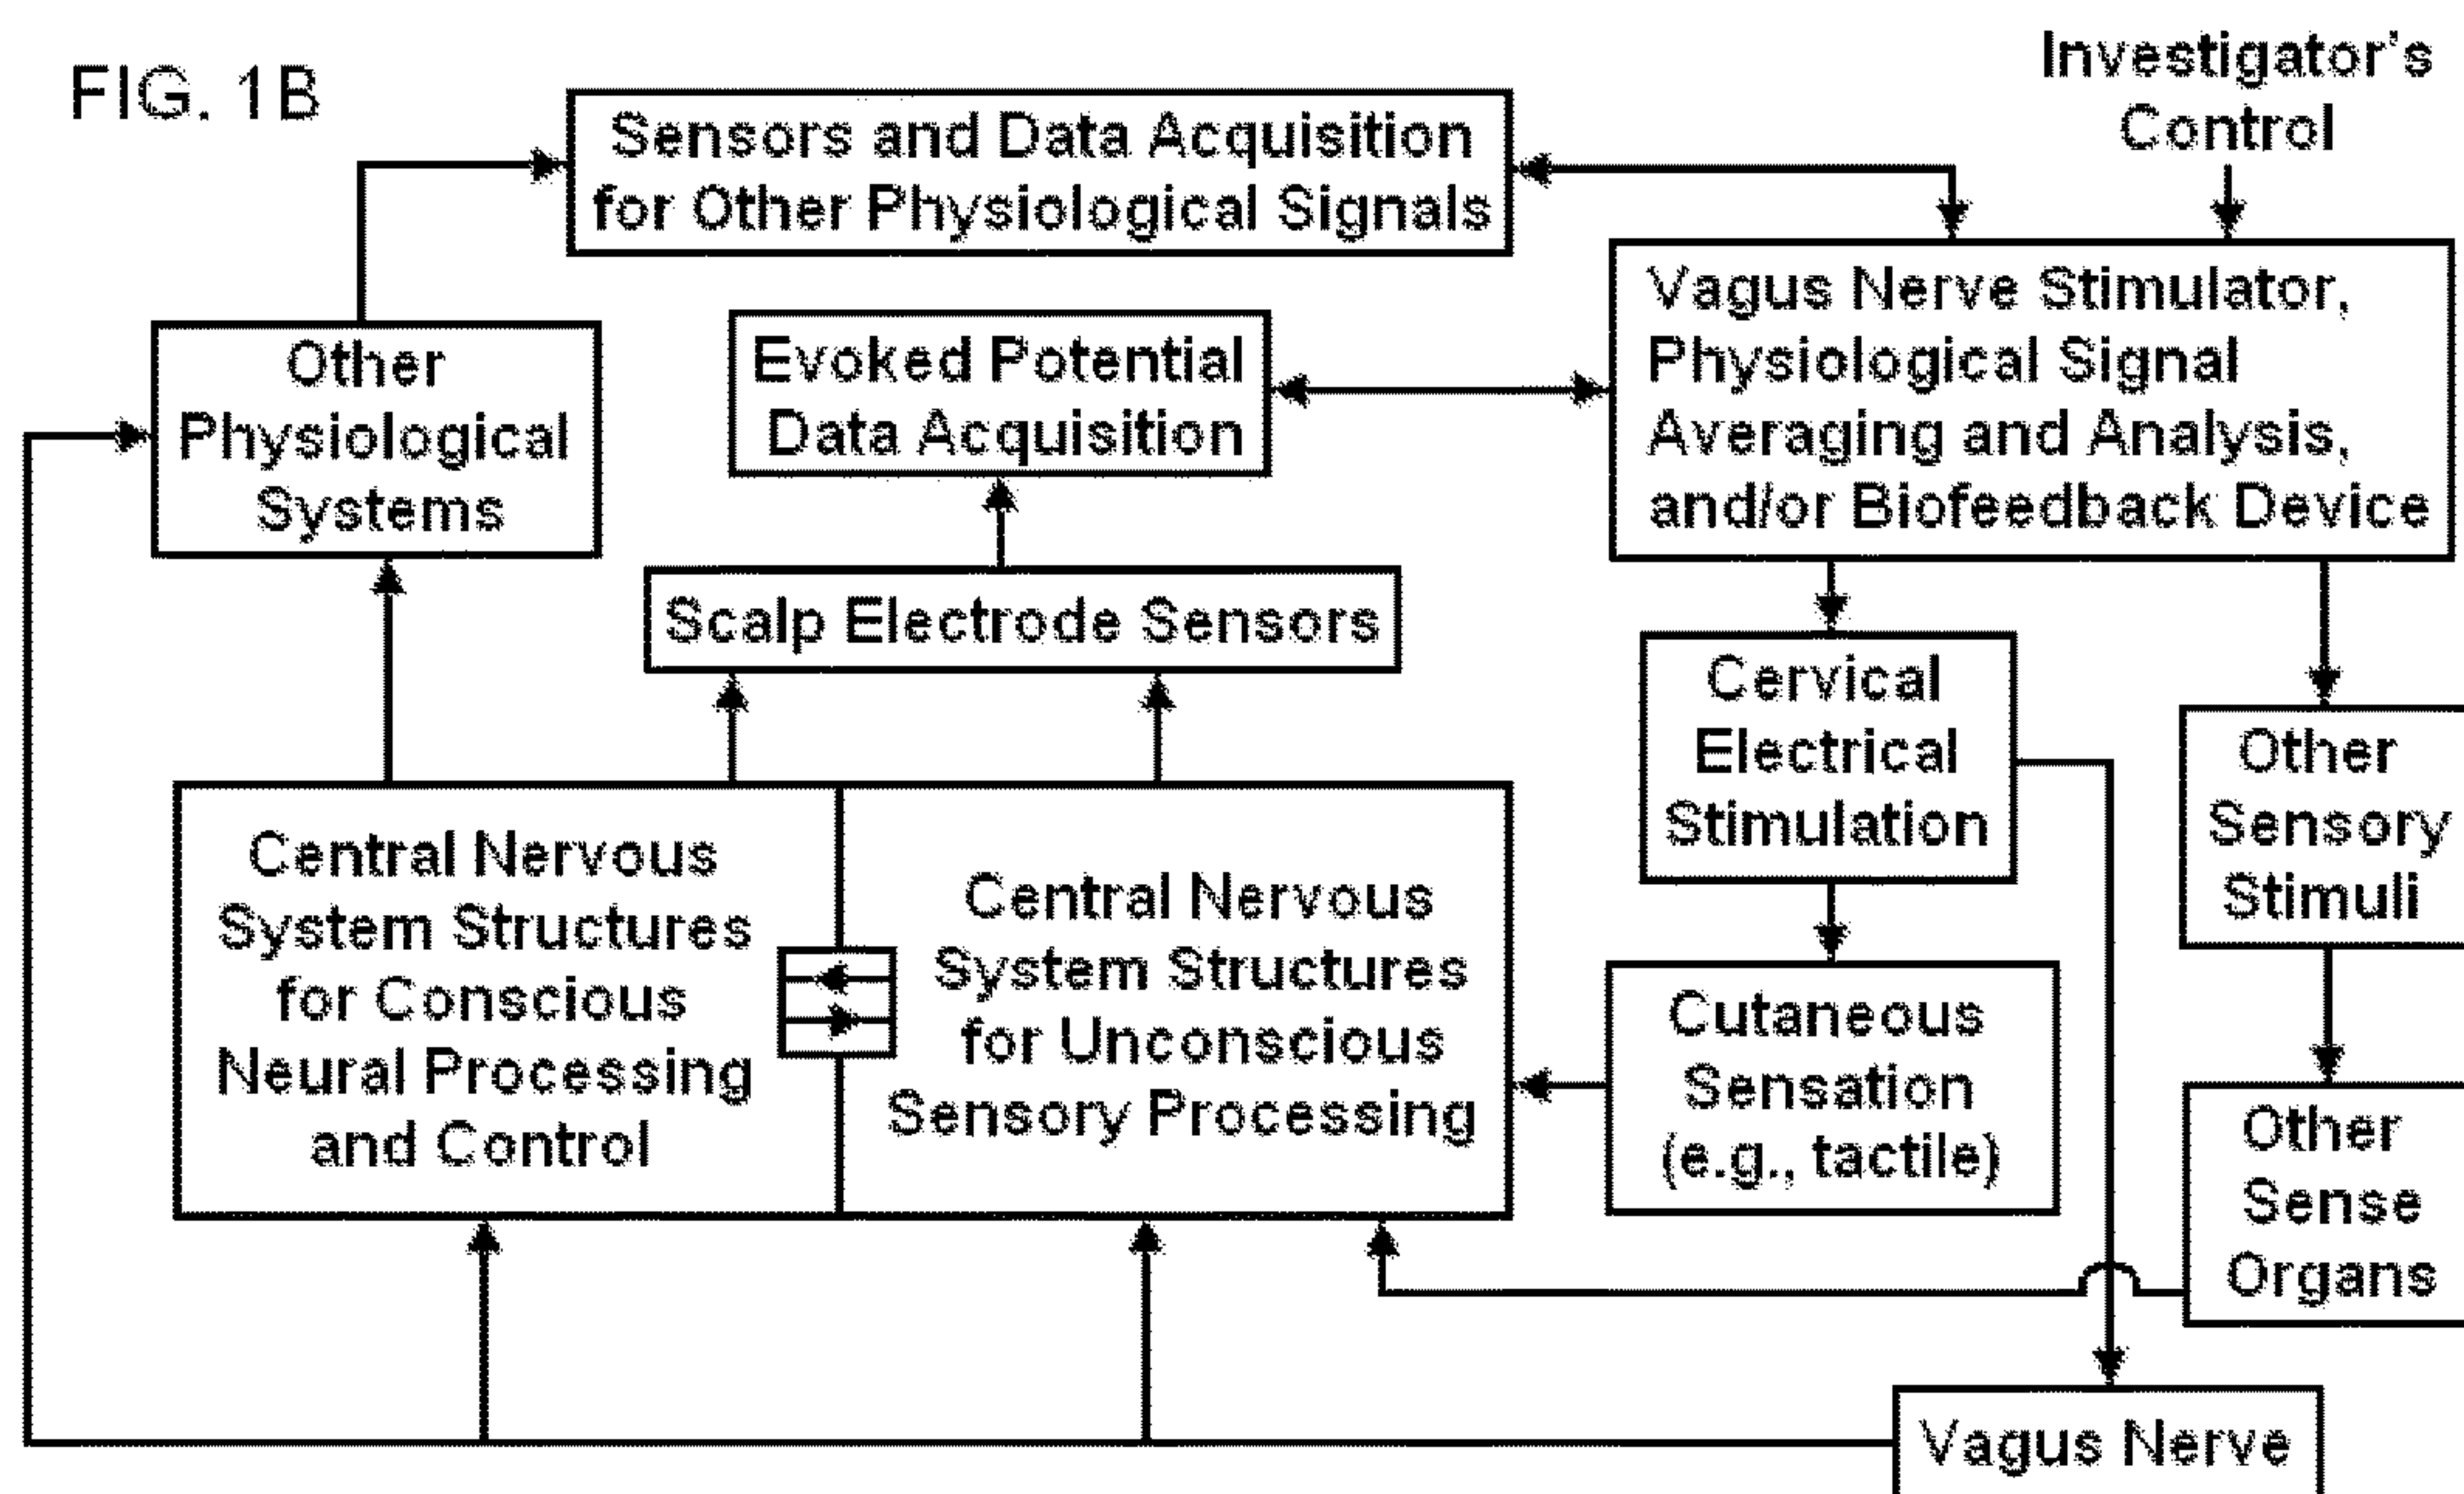 FIG. 1B
Investigator's
Control
Sensors and Data Acquisition
for Other Physiological Signals
Vagus Nerve Stimulator,
Physiological Signal
Averaging and Analysis,
and/or Biofeedback Device
Other
Physiological
Systems
Evoked Potential
Data Acquisition
Scalp Electrode Sensors
Cervical
Electrical
Stimulation
Other
Sensory
Stimuli
Central Nervous
System Structures
for Conscious
Neural Processing
and Control
Central Nervous
System Structures
for Unconscious
Sensory Processing
Cutaneous
Sensation
(e.g., tactile)
Other
Sense
Organs
Vagus Nerve